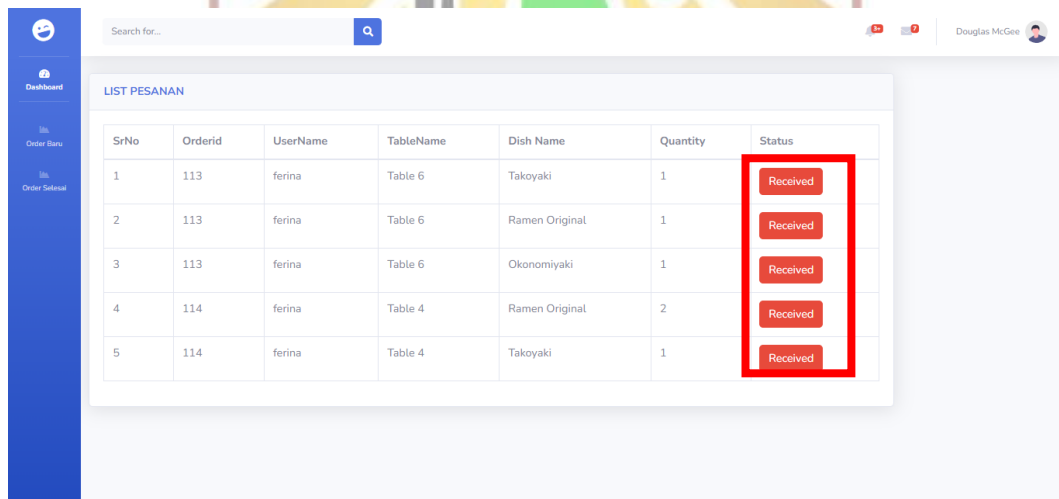 Search for...
3+
7
Douglas McGee
Dashboard
Order Baru
Order Selesai
LIST PESANAN
SrNo Orderid UserName TableName Dish Name Quantity Status
1 113 ferina Table 6 Takoyaki 1 Received
2 113 ferina Table 6 Ramen Original 1 Received
3 113 ferina Table 6 Okonomiyaki 1 Received
4 114 ferina Table 4 Ramen Original 2 Received
5 114 ferina Table 4 Takoyaki 1 Received